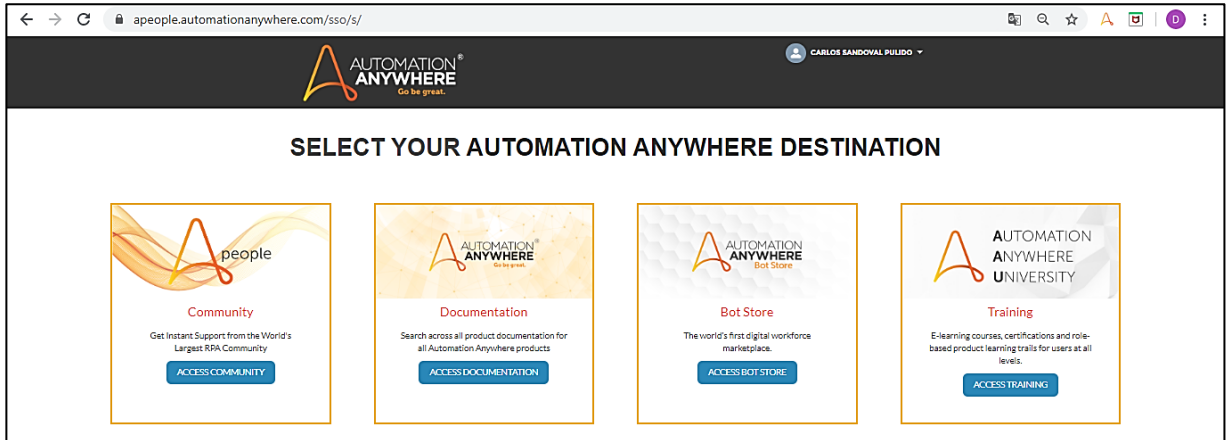 apeople.automationanywhere.com/sso/s/
D
AUTOMATION®
ANYWHERE
Go be great.
CARLOS SANDOVAL PULIDO
SELECT YOUR AUTOMATION ANYWHERE DESTINATION
people
Community
Get Instant Support from the World's
Largest RPA Community
ACCESS COMMUNITY
AUTOMATION®
ANYWHERE
Go be great.
Documentation
Search across all product documentation for
all Automation Anywhere products
ACCESS DOCUMENTATION
AUTOMATION
ANYWHERE
Bot Store
Bot Store
The world's first digital workforce
marketplace.
ACCESS BOT STORE
AUTOMATION
ANYWHERE
UNIVERSITY
Training
E-learning courses, certifications and role-
based product learning trails for users at all
levels.
ACCESS TRAINING